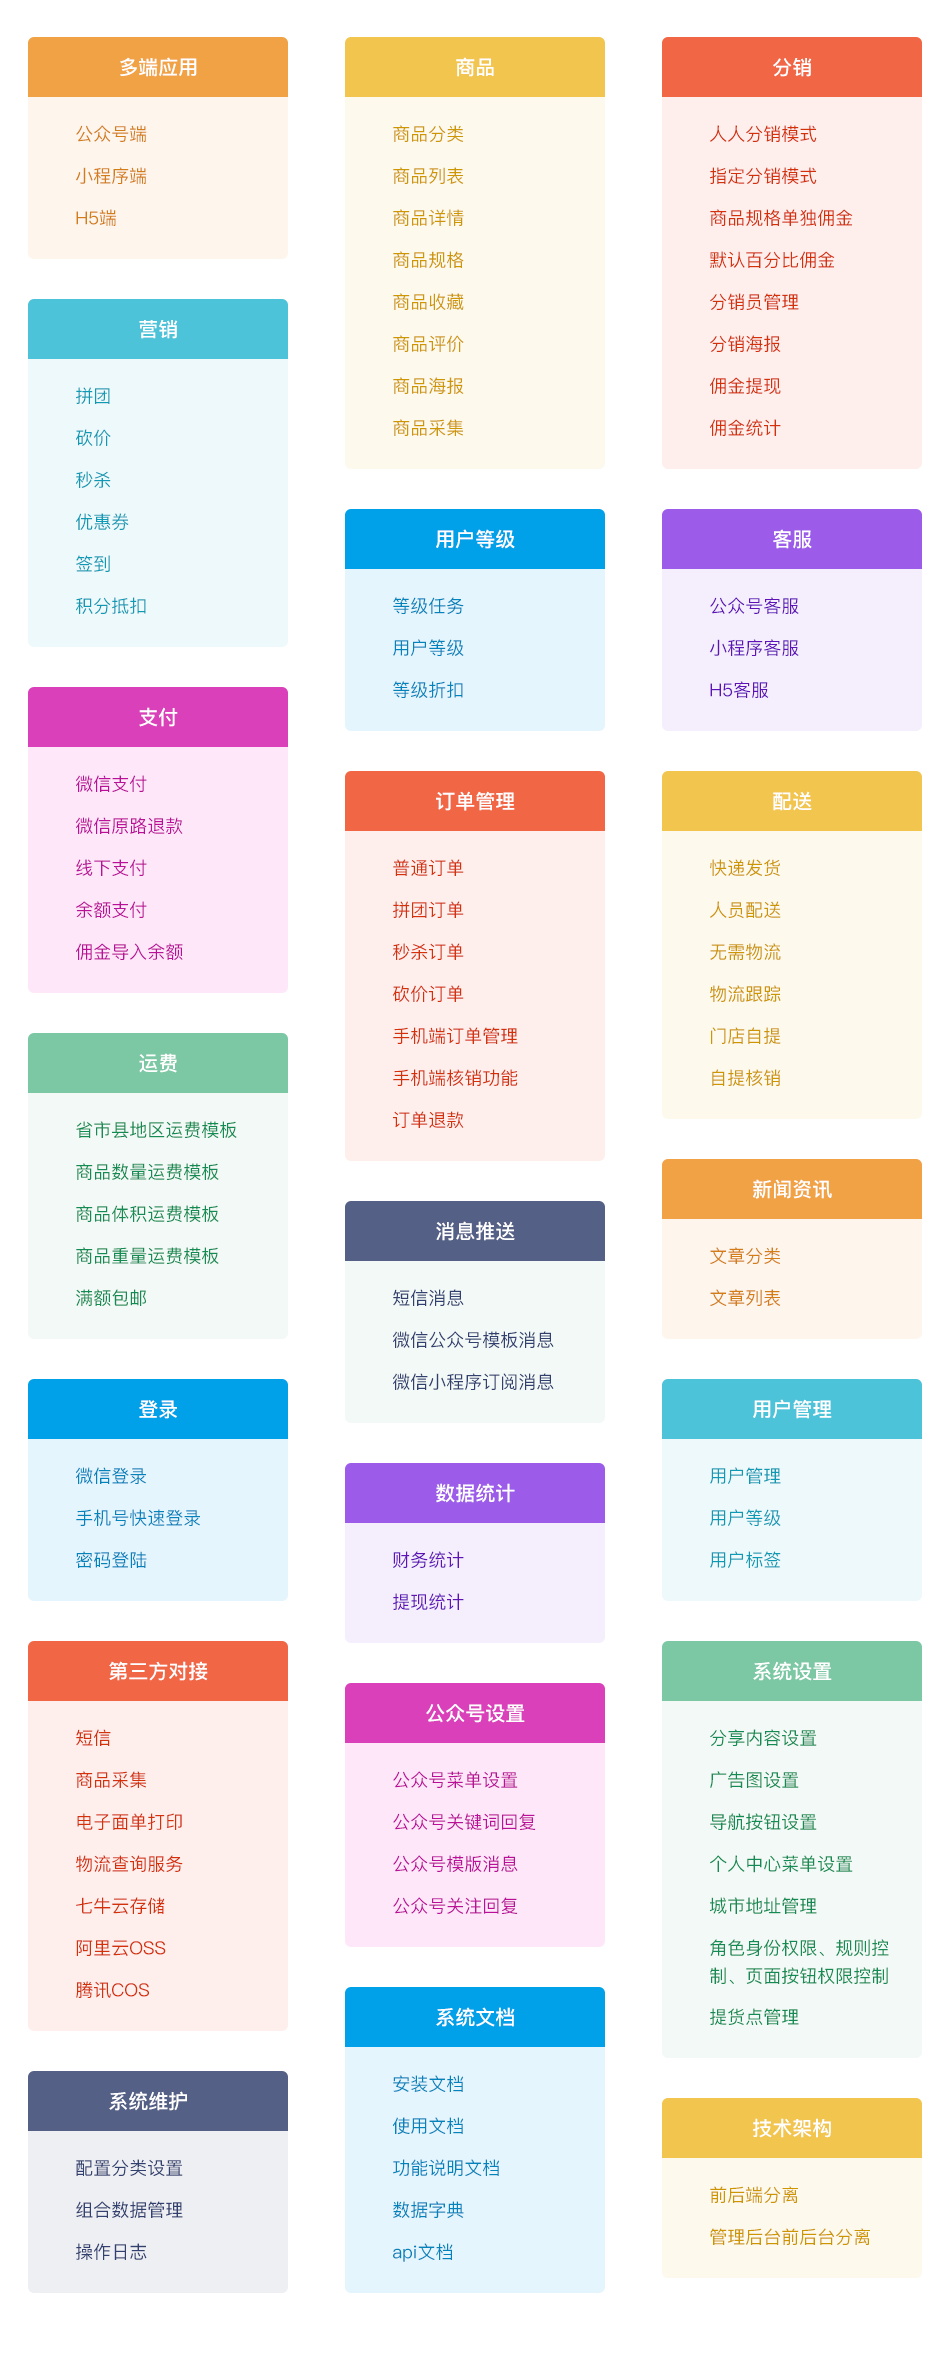 多端应用
公众号端
小程序端
H5端
营销
拼团
砍价
秒杀
优惠券
签到
积分抵扣
支付
微信支付
微信原路退款
线下支付
余额支付
佣金导入余额
运费
省市县地区运费模板
商品数量运费模板
商品体积运费模板
商品重量运费模板
满额包邮
登录
微信登录
手机号快速登录
密码登陆
第三方对接
短信
商品采集
电子面单打印
物流查询服务
七牛云存储
阿里云OSS
腾讯COS
系统维护
配置分类设置
组合数据管理
操作日志
商品
商品分类
商品列表
商品详情
商品规格
商品收藏
商品评价
商品海报
商品采集
用户等级
等级任务
用户等级
等级折扣
订单管理
普通订单
拼团订单
秒杀订单
砍价订单
手机端订单管理
手机端核销功能
订单退款
消息推送
短信消息
微信公众号模板消息
微信小程序订阅消息
数据统计
财务统计
提现统计
公众号设置
公众号菜单设置
公众号关键词回复
公众号模版消息
公众号关注回复
系统文档
安装文档
使用文档
功能说明文档
数据字典
api文档
分销
人人分销模式
指定分销模式
商品规格单独佣金
默认百分比佣金
分销员管理
分销海报
佣金提现
佣金统计
客服
公众号客服
小程序客服
H5客服
配送
快递发货
人员配送
无需物流
物流跟踪
门店自提
自提核销
新闻资讯
文章分类
文章列表
用户管理
用户管理
用户等级
用户标签
系统设置
分享内容设置
广告图设置
导航按钮设置
个人中心菜单设置
城市地址管理
角色身份权限、规则控
制、页面按钮权限控制
提货点管理
技术架构
前后端分离
管理后台前后台分离